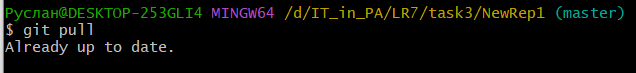 Руслан@DESKTOP-253GLI4 MINGW64 /d/IT_in_PA/LR7/task3/NewRep1 (master)
$ git pull
Already up to date.